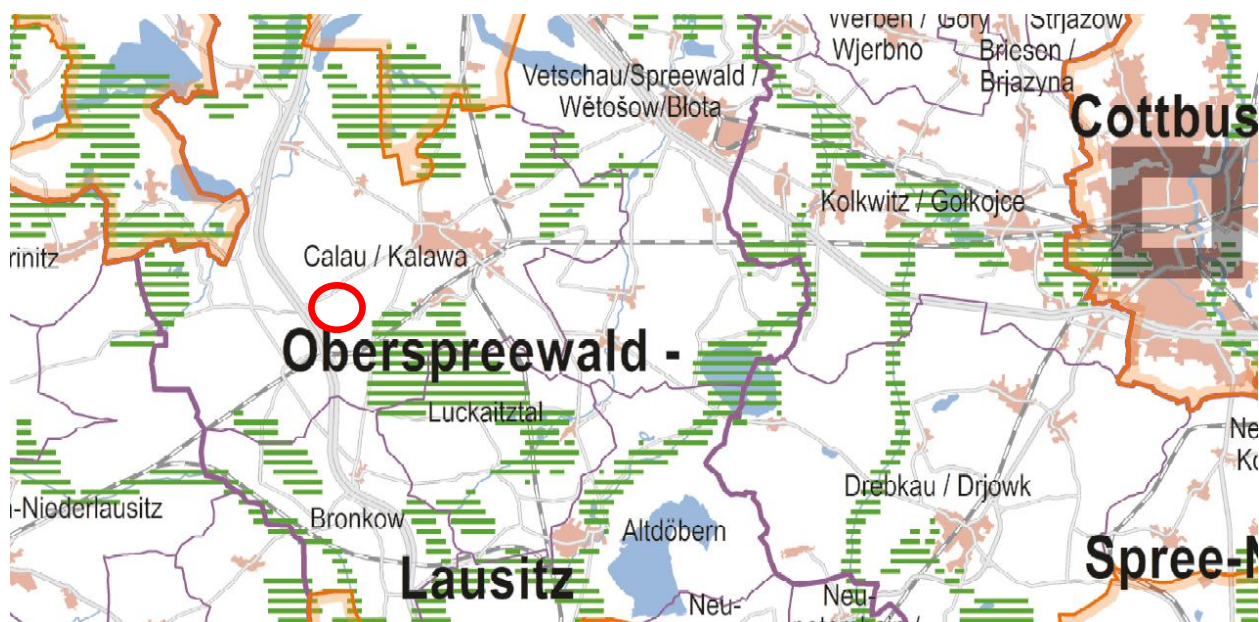 Werben / Góry
Wjerbno
Strjažow
Briesen /
Brjazyna
Vetschau/Spreewald /
Wětošow/Błota
Cottbus
Kolkwitz / Gołkojce
rinitz
Calau / Kalawa
Oberspreewald -
Luckaitztal
Ne
Ko
Drebkau / Drjowk
n-Niederlausitz
Bronkow
Altdöbern
Lausitz
Spree-N
Neu-
Neu-